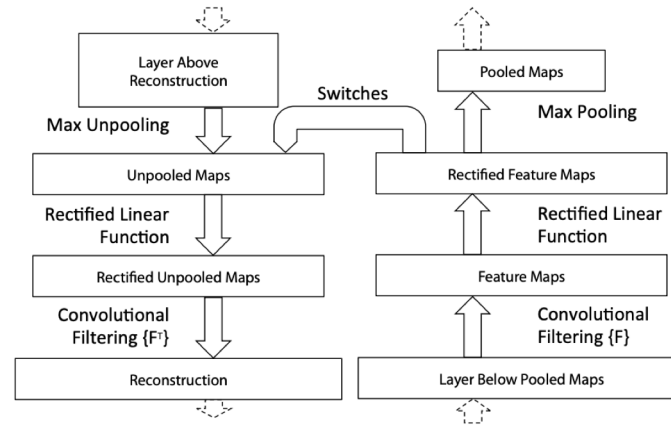 Layer Above
Reconstruction
Max Unpooling
Unpooled Maps
Rectified Linear
Function
Rectified Unpooled Maps
Convolutional
Filtering {Fᵀ}
Reconstruction
Switches
Pooled Maps
Max Pooling
Rectified Feature Maps
Rectified Linear
Function
Feature Maps
Convolutional
Filtering {F}
Layer Below Pooled Maps